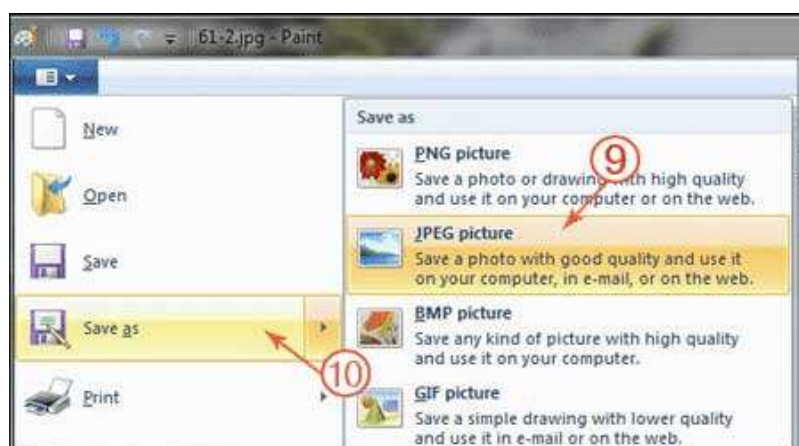 61-2.jpg - Paint
New
Open
Save
Save as
Print
Save as
PNG picture
Save a photo or drawing with high quality
and use it on your computer or on the web.
9
JPEG picture
Save a photo with good quality and use it
on your computer, in e-mail, or on the web.
BMP picture
Save any kind of picture with high quality
and use it on your computer.
10
GIF picture
Save a simple drawing with lower quality
and use it in e-mail or on the web.